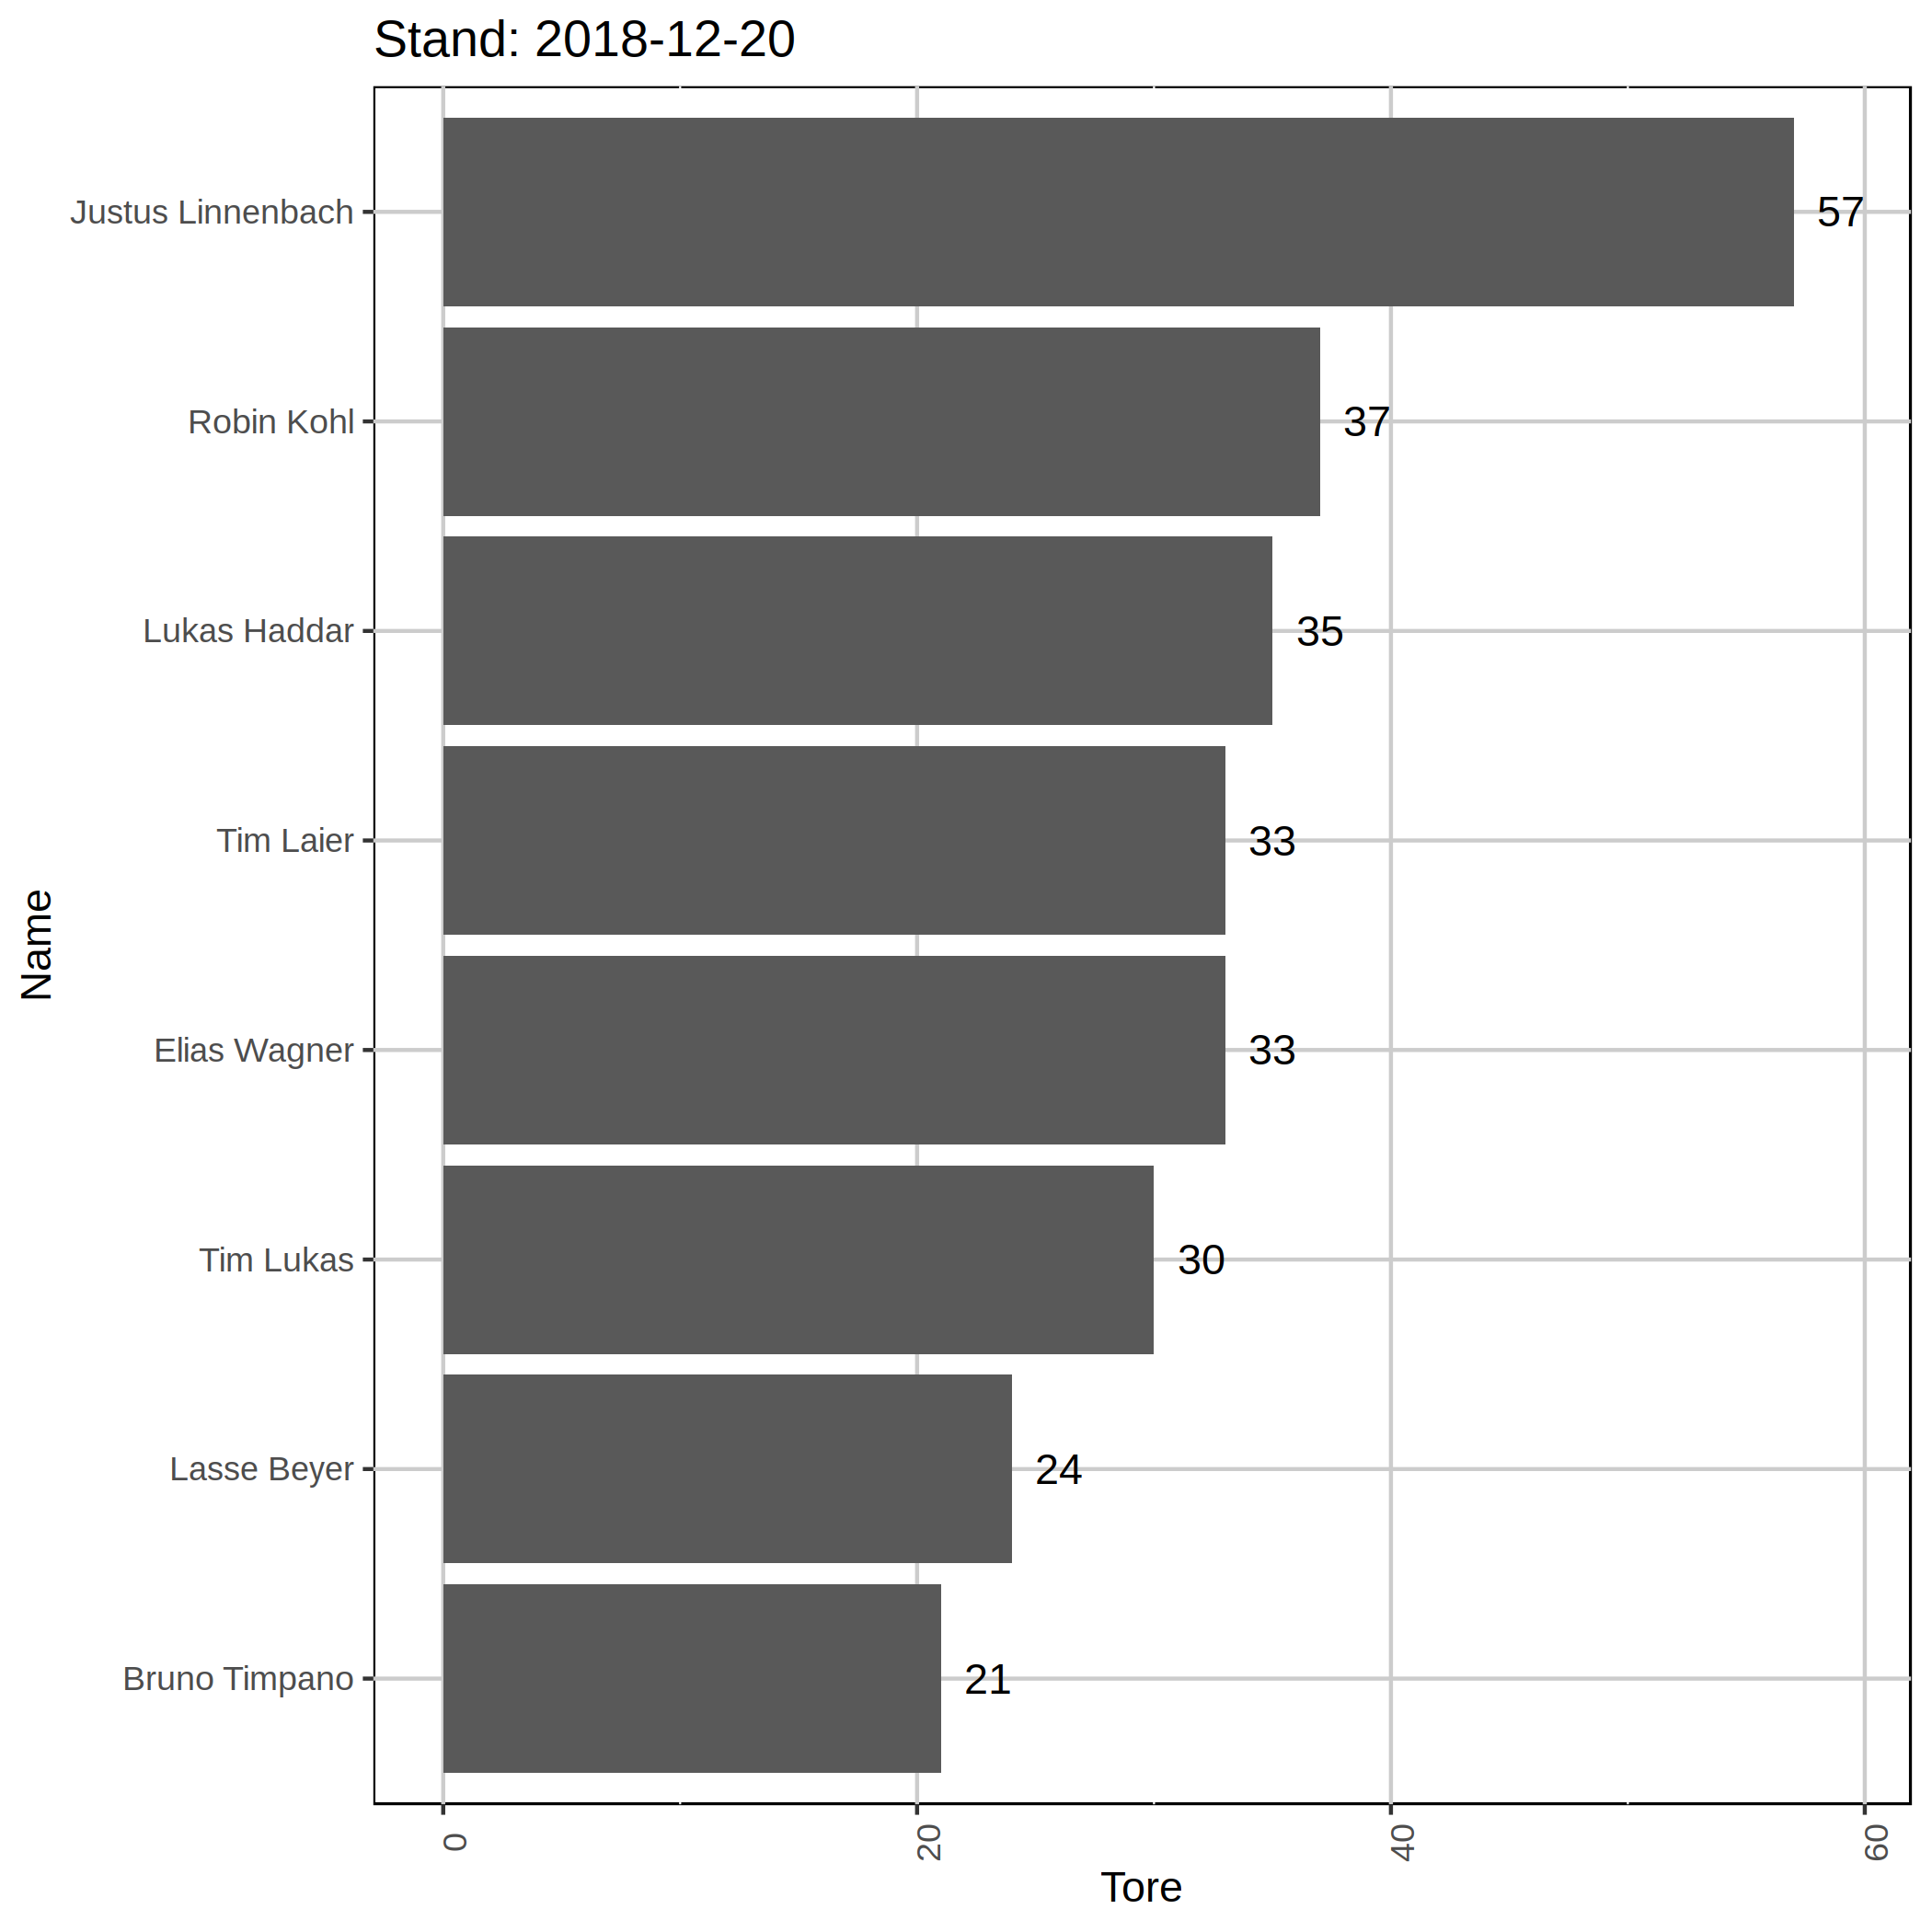 Stand: 2018-12-20
Justus Linnenbach 57
Robin Kohl 37
Lukas Haddar 35
Tim Laier 33
Elias Wagner 33
Tim Lukas 30
Lasse Beyer 24
Bruno Timpano 21
Name
0 20 40 60
Tore